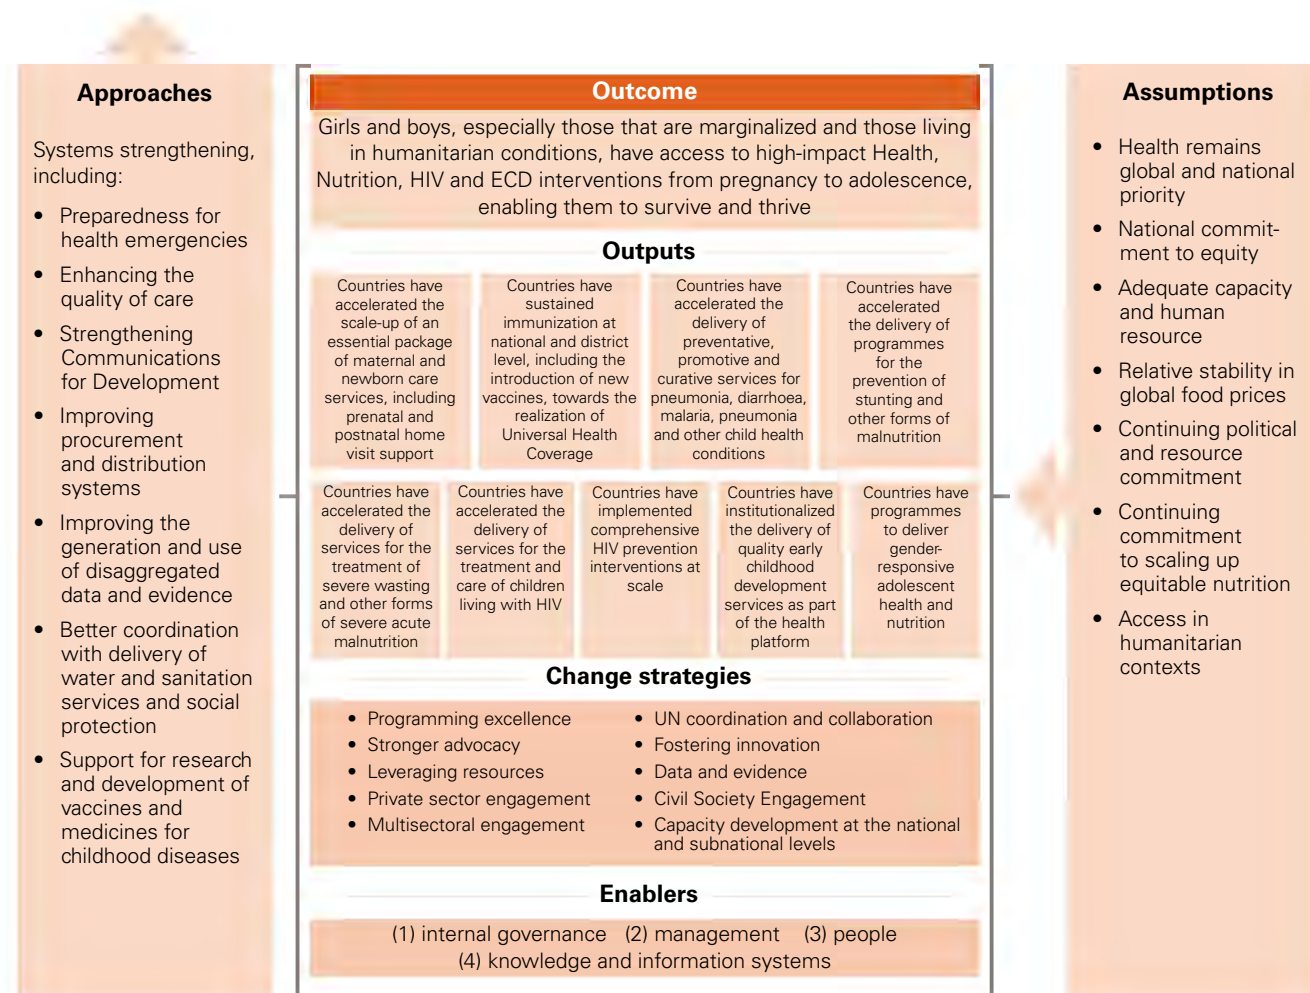 Approaches
Systems strengthening,
including:
• Preparedness for
health emergencies
• Enhancing the
quality of care
• Strengthening
Communications
for Development
• Improving
procurement
and distribution
systems
• Improving the
generation and use
of disaggregated
data and evidence
• Better coordination
with delivery of
water and sanitation
services and social
protection
• Support for research
and development of
vaccines and
medicines for
childhood diseases
Outcome
Girls and boys, especially those that are marginalized and those living
in humanitarian conditions, have access to high-impact Health,
Nutrition, HIV and ECD interventions from pregnancy to adolescence,
enabling them to survive and thrive
Outputs
Countries have
accelerated the
scale-up of an
essential package
of maternal and
newborn care
services, including
prenatal and
postnatal home
visit support
Countries have
sustained
immunization at
national and district
level, including the
introduction of new
vaccines, towards the
realization of
Universal Health
Coverage
Countries have
accelerated the
delivery of
preventative,
promotive and
curative services for
pneumonia, diarrhoea,
malaria, pneumonia
and other child health
conditions
Countries have
accelerated
the delivery of
programmes
for the
prevention of
stunting and
other forms of
malnutrition
Countries have
accelerated the
delivery of
services for the
treatment of
severe wasting
and other forms
of severe acute
malnutrition
Countries have
accelerated the
delivery of
services for the
treatment and
care of children
living with HIV
Countries have
implemented
comprehensive
HIV prevention
interventions at
scale
Countries have
institutionalized
the delivery of
quality early
childhood
development
services as part
of the health
platform
Countries have
programmes
to deliver
gender-
responsive
adolescent
health and
nutrition
Change strategies
• Programming excellence
• Stronger advocacy
• Leveraging resources
• Private sector engagement
• Multisectoral engagement
• UN coordination and collaboration
• Fostering innovation
• Data and evidence
• Civil Society Engagement
• Capacity development at the national
and subnational levels
Enablers
(1) internal governance (2) management (3) people
(4) knowledge and information systems
Assumptions
• Health remains
global and national
priority
• National commit-
ment to equity
• Adequate capacity
and human
resource
• Relative stability in
global food prices
• Continuing political
and resource
commitment
• Continuing
commitment
to scaling up
equitable nutrition
• Access in
humanitarian
contexts